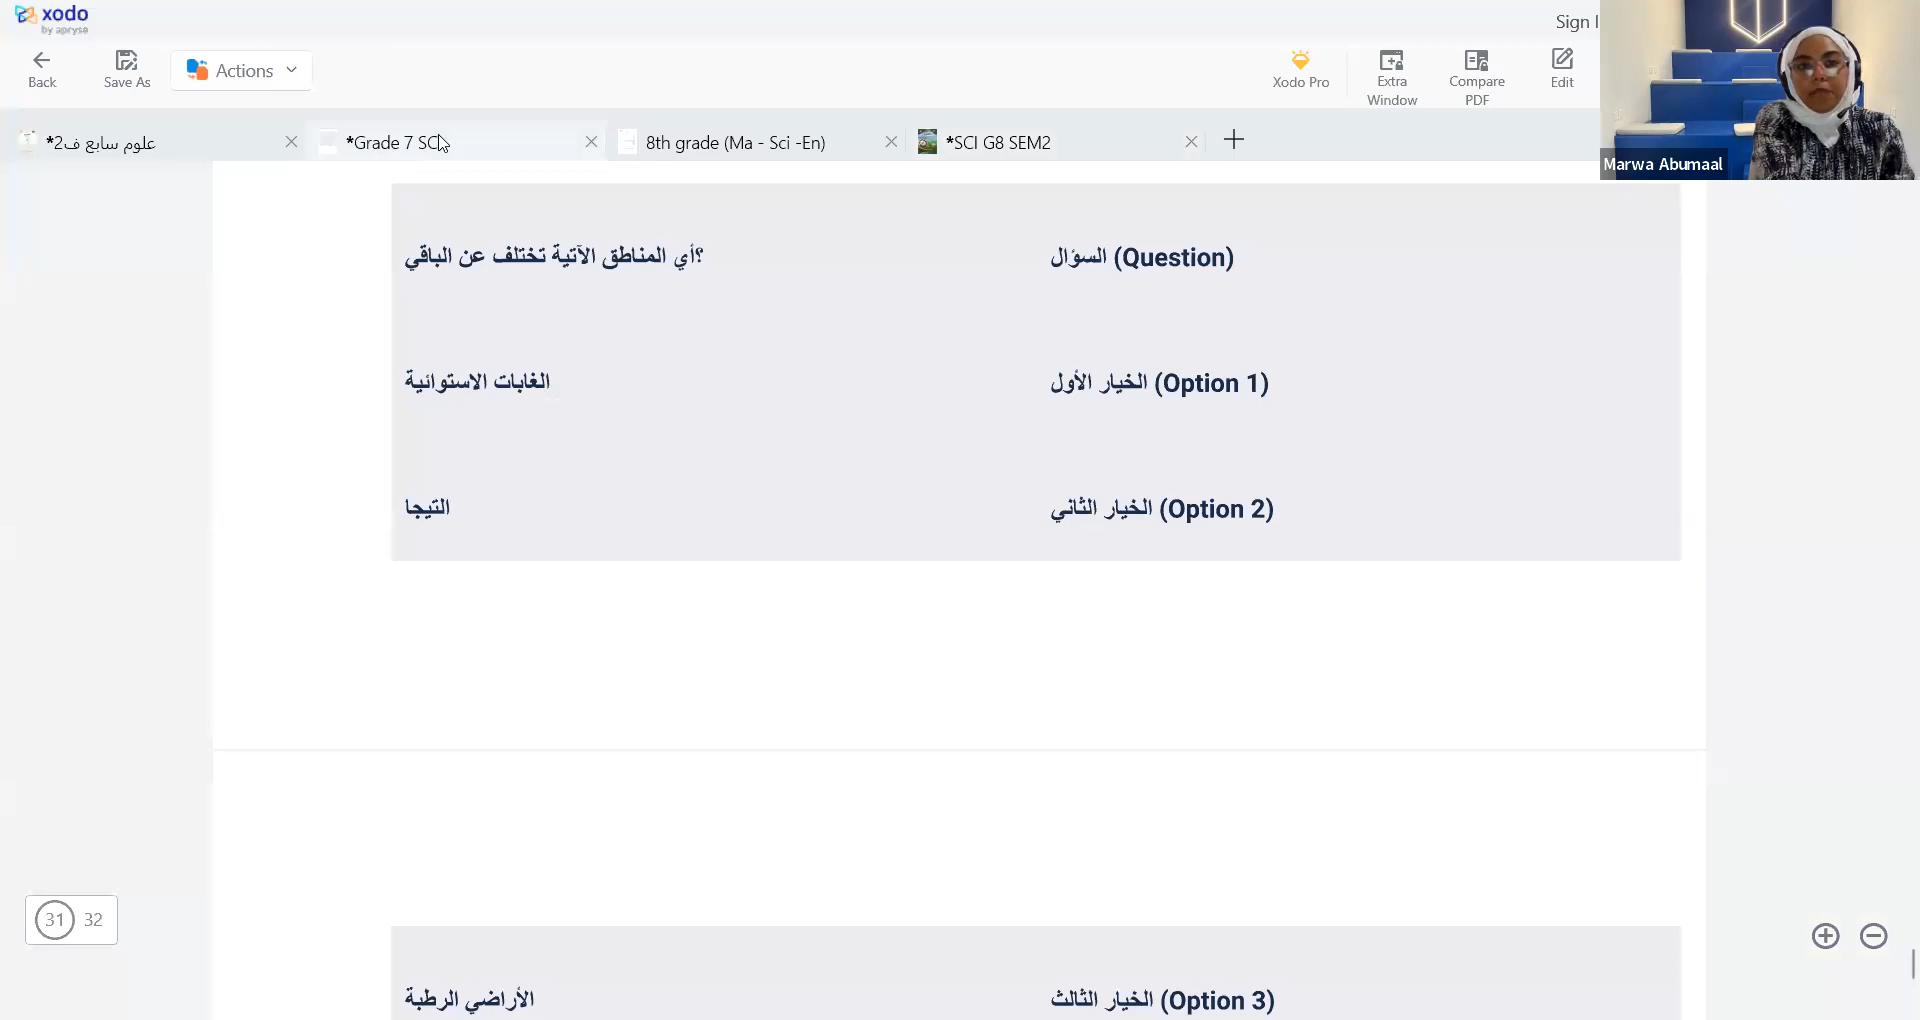 xodo
by apryse
Sign I
Back
Save As
Actions
Xodo Pro
Extra Window
Compare PDF
Edit
Marwa Abumaal
*علوم سابع ف2
*Grade 7 SCI
8th grade (Ma - Sci -En)
*SCI G8 SEM2
السؤال (Question)
؟أي المناطق الآتية تختلف عن الباقي
الخيار الأول (Option 1)
الغابات الاستوائية
الخيار الثاني (Option 2)
التيجا
31 32
الخيار الثالث (Option 3)
الأراضي الرطبة